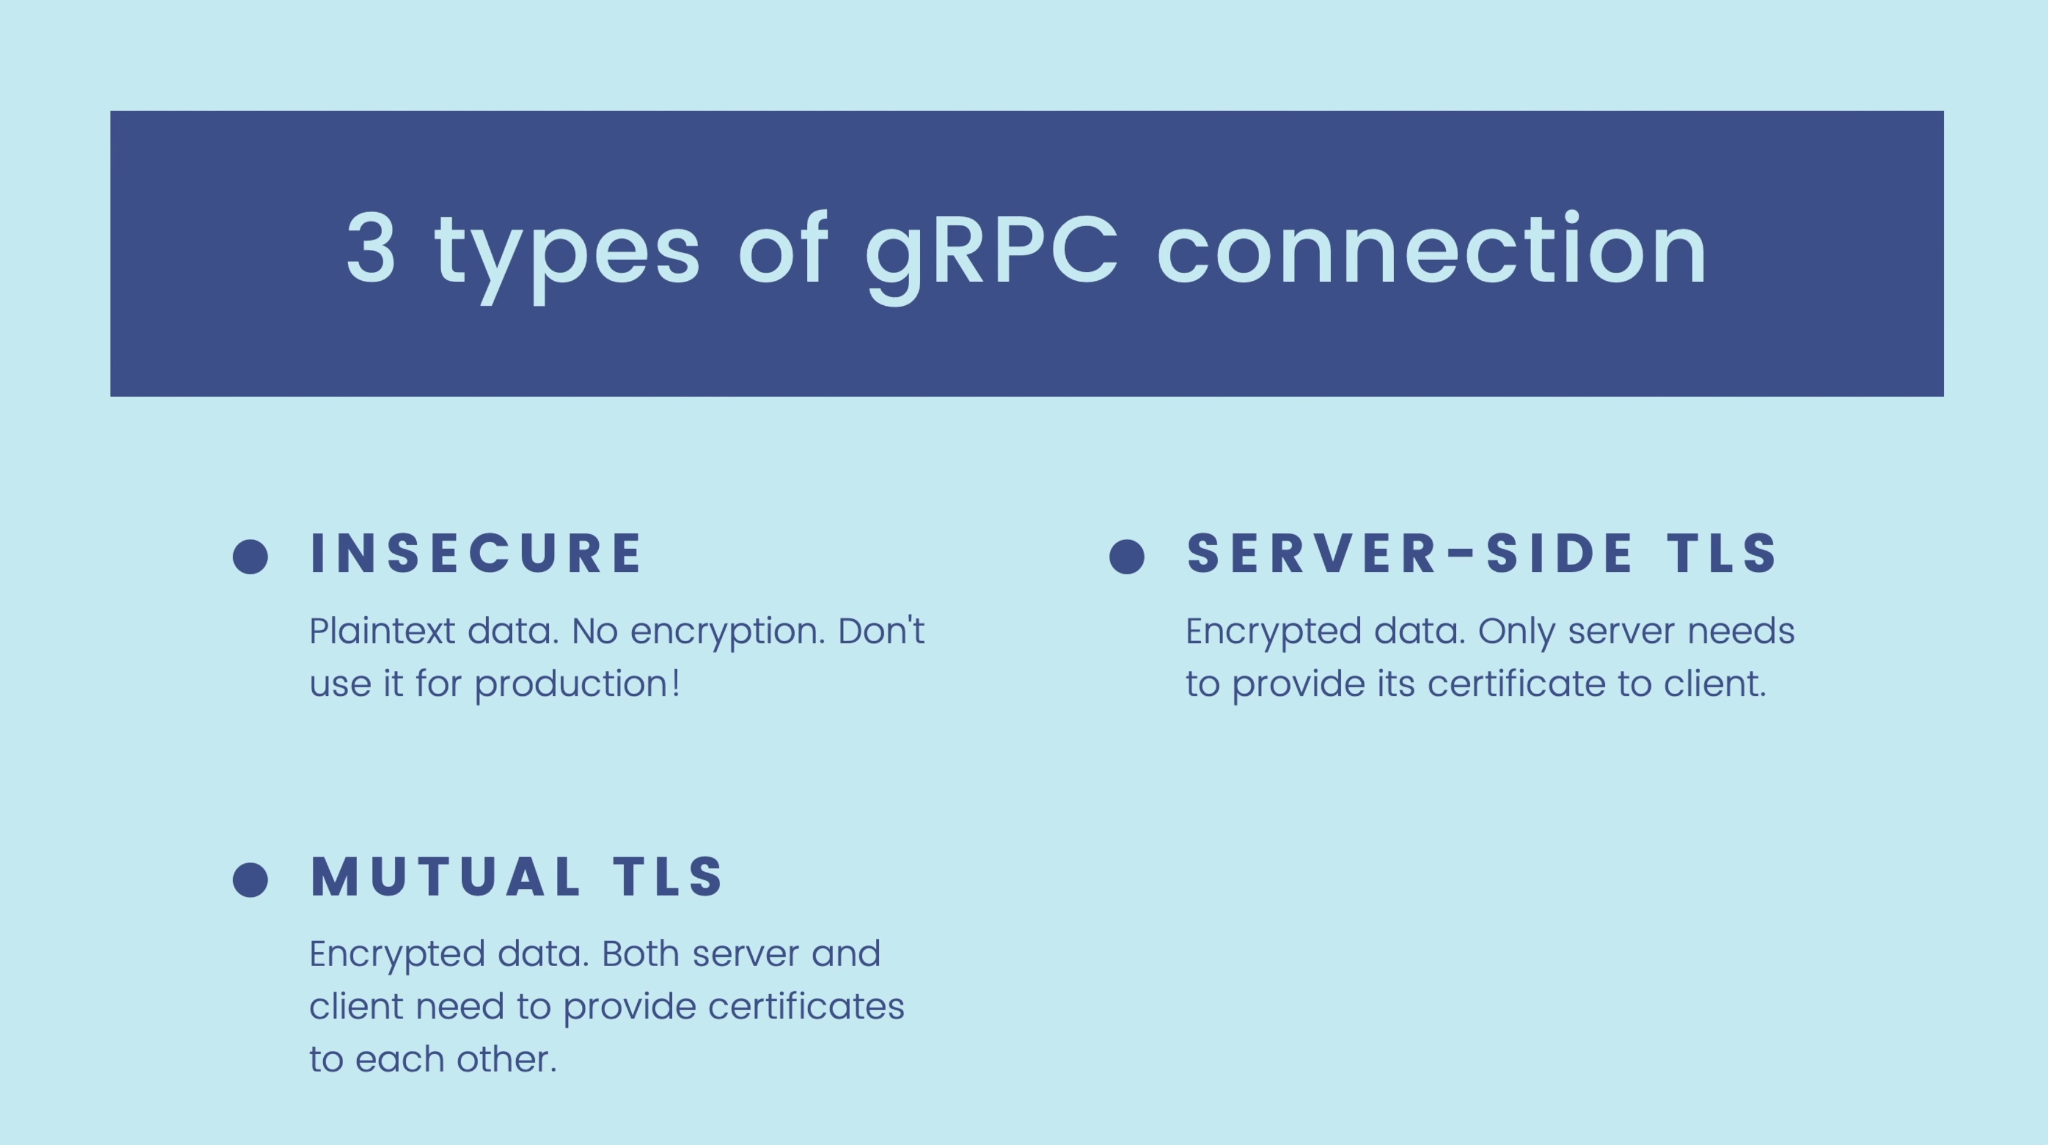 3 types of gRPC connection
INSECURE
Plaintext data. No encryption. Don't
use it for production!
SERVER-SIDE TLS
Encrypted data. Only server needs
to provide its certificate to client.
MUTUAL TLS
Encrypted data. Both server and
client need to provide certificates
to each other.